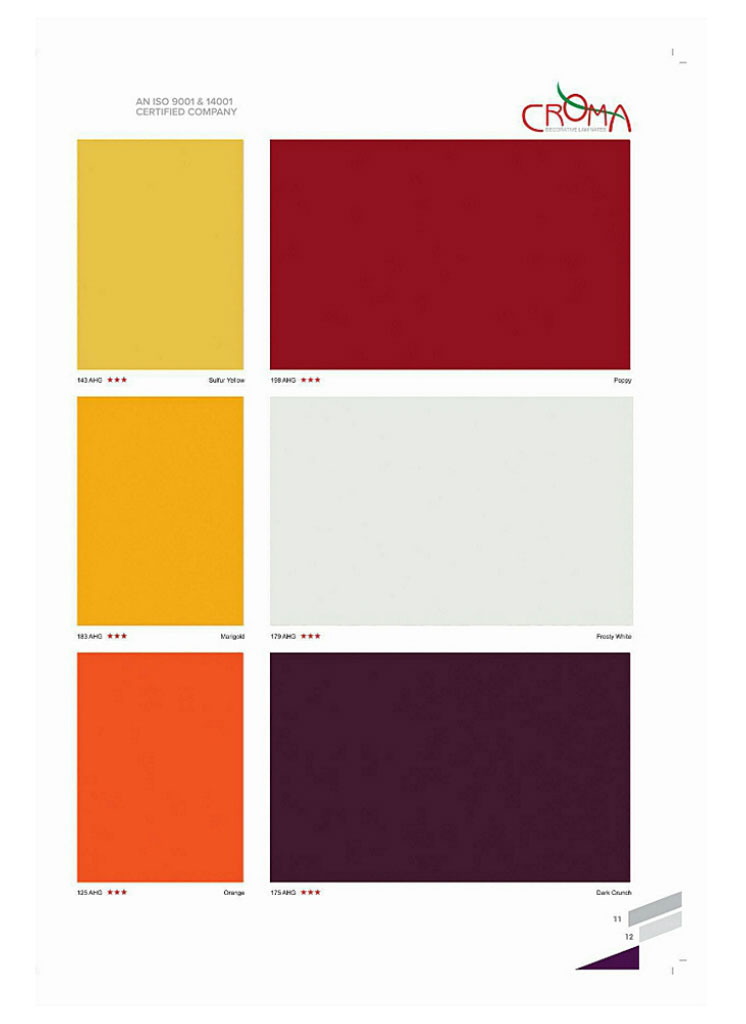 AN ISO 9001 & 14001
CERTIFIED COMPANY
CROMA
DECORATIVE LAMINATES
143 AHG ★★★ Sulfur Yellow
198 AHG ★★★ Poppy
183 AHG ★★★ Marigold
179 AHG ★★★ Frosty White
125 AHG ★★★ Orange
175 AHG ★★★ Dark Crunch
11
12